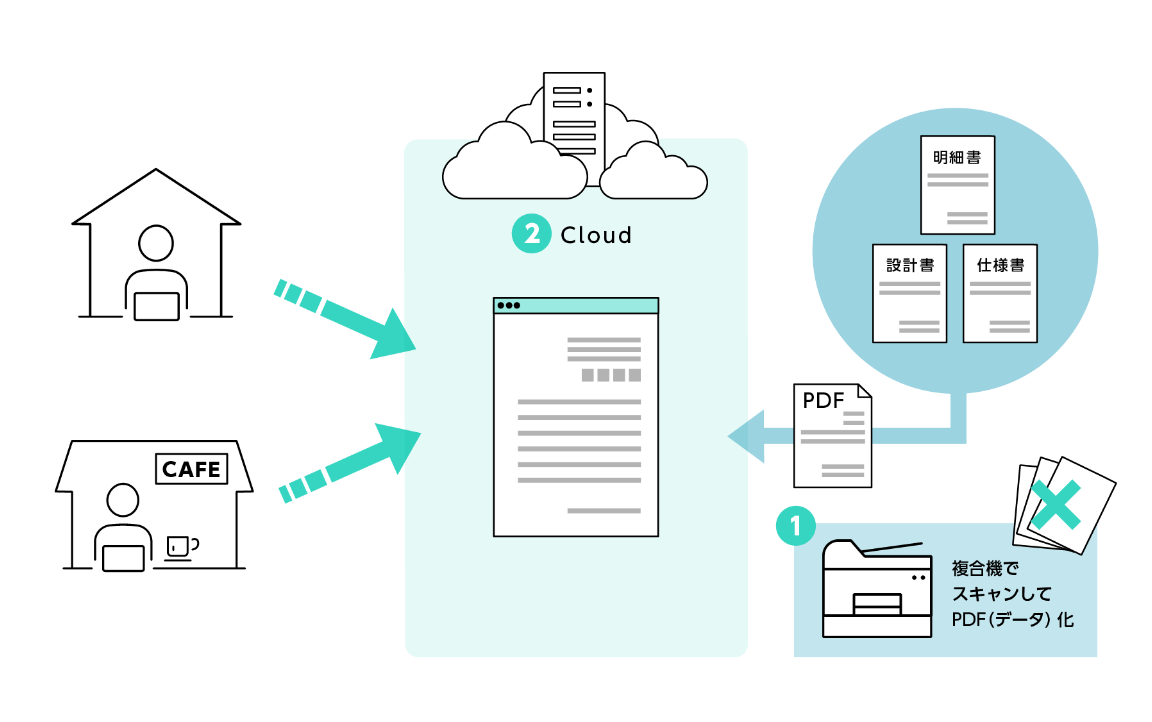 CAFE
2 Cloud
明細書
設計書
仕様書
PDF
1
複合機で
スキャンして
PDF(データ)化